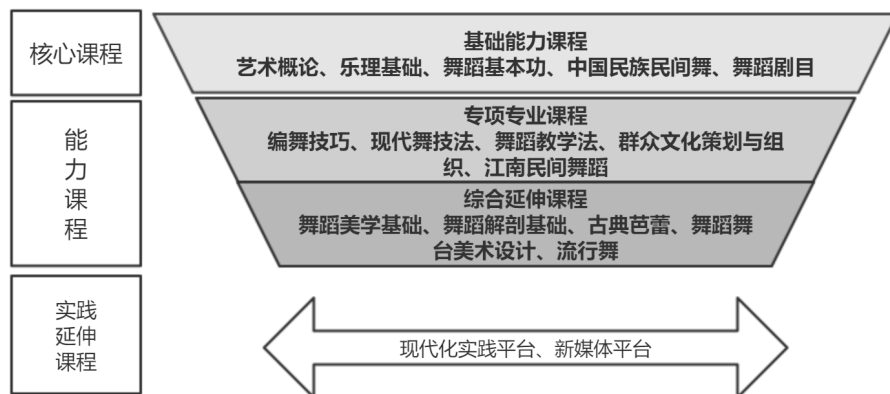 核心课程
基础能力课程
艺术概论、乐理基础、舞蹈基本功、中国民族民间舞、舞蹈剧目
能
力
课
程
专项专业课程
编舞技巧、现代舞技法、舞蹈教学法、群众文化策划与组
织、江南民间舞蹈
综合延伸课程
舞蹈美学基础、舞蹈解剖基础、古典芭蕾、舞蹈舞
台美术设计、流行舞
实践
延伸
课程
现代化实践平台、新媒体平台